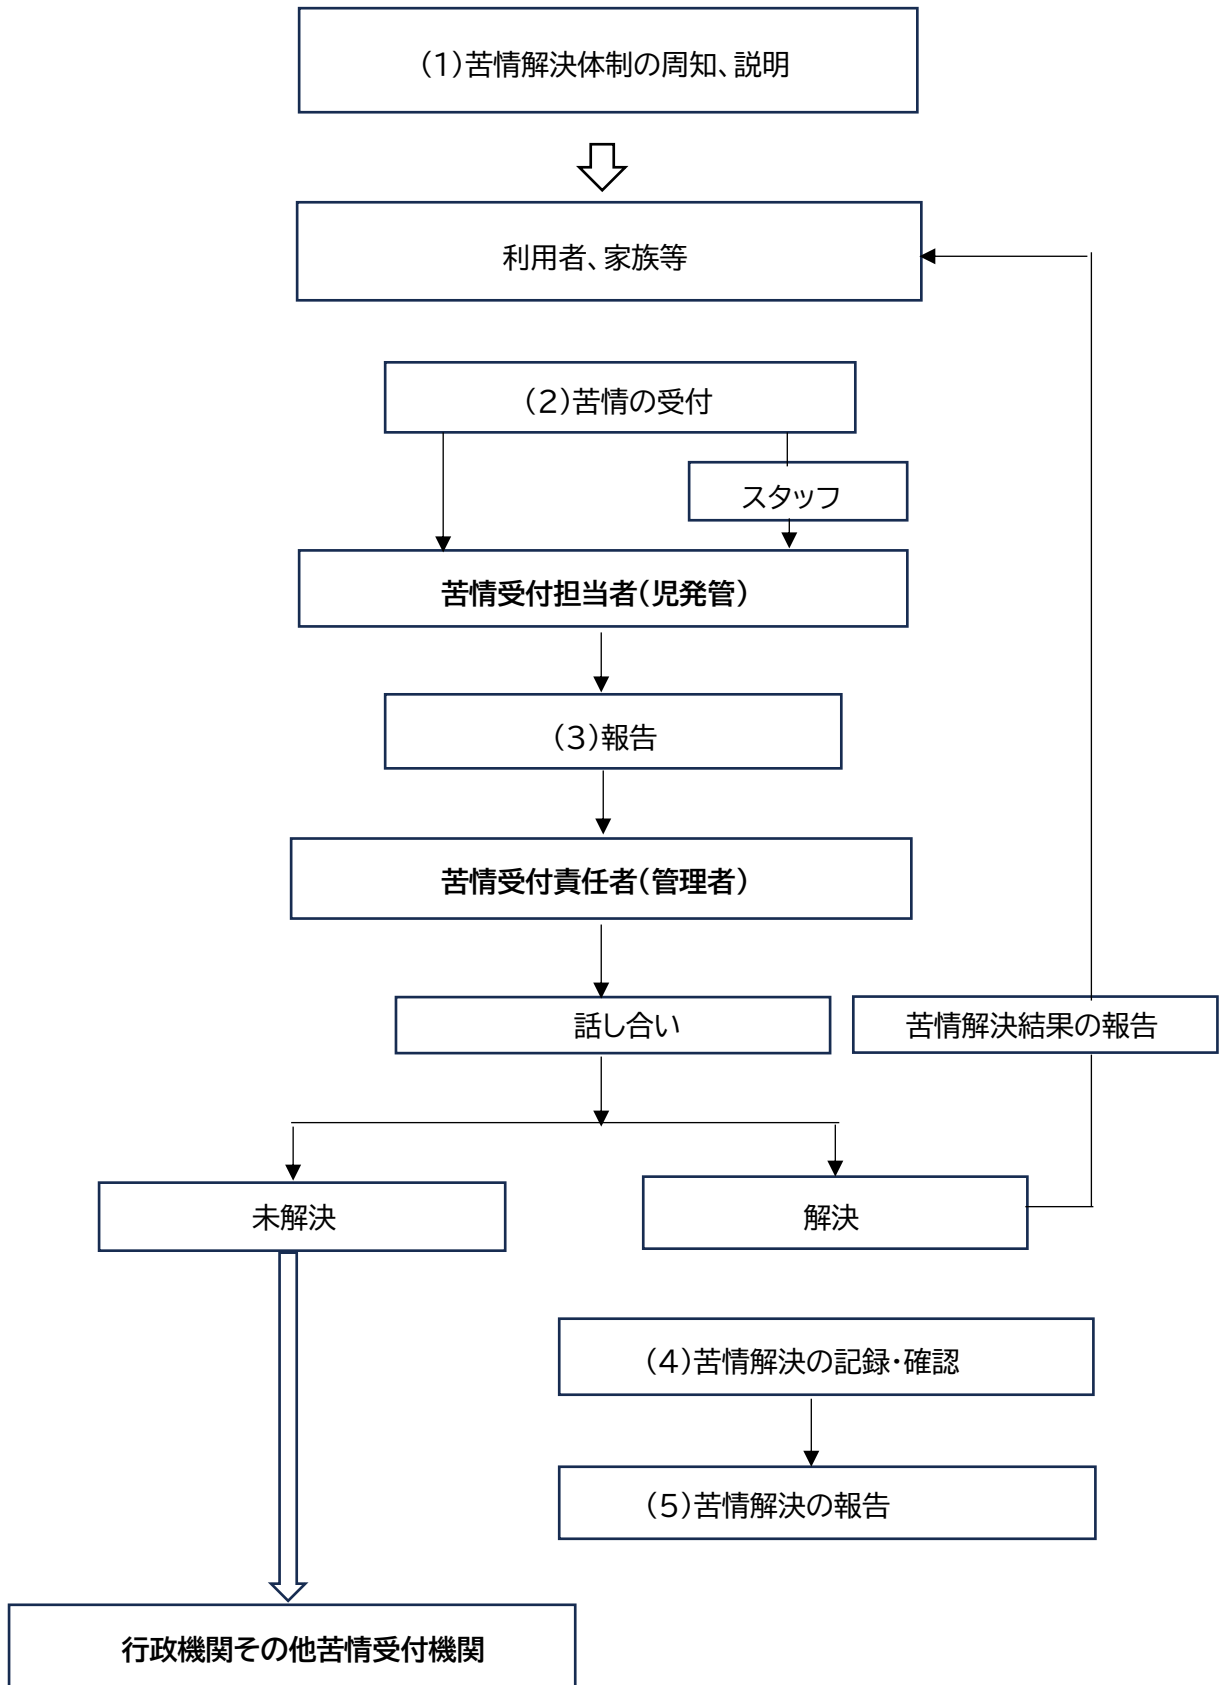 (1)苦情解決体制の周知、説明
利用者、家族等
(2)苦情の受付
スタッフ
苦情受付担当者(児発管)
(3)報告
苦情受付責任者(管理者)
話し合い
苦情解決結果の報告
未解決
解決
(4)苦情解決の記録・確認
(5)苦情解決の報告
行政機関その他苦情受付機関